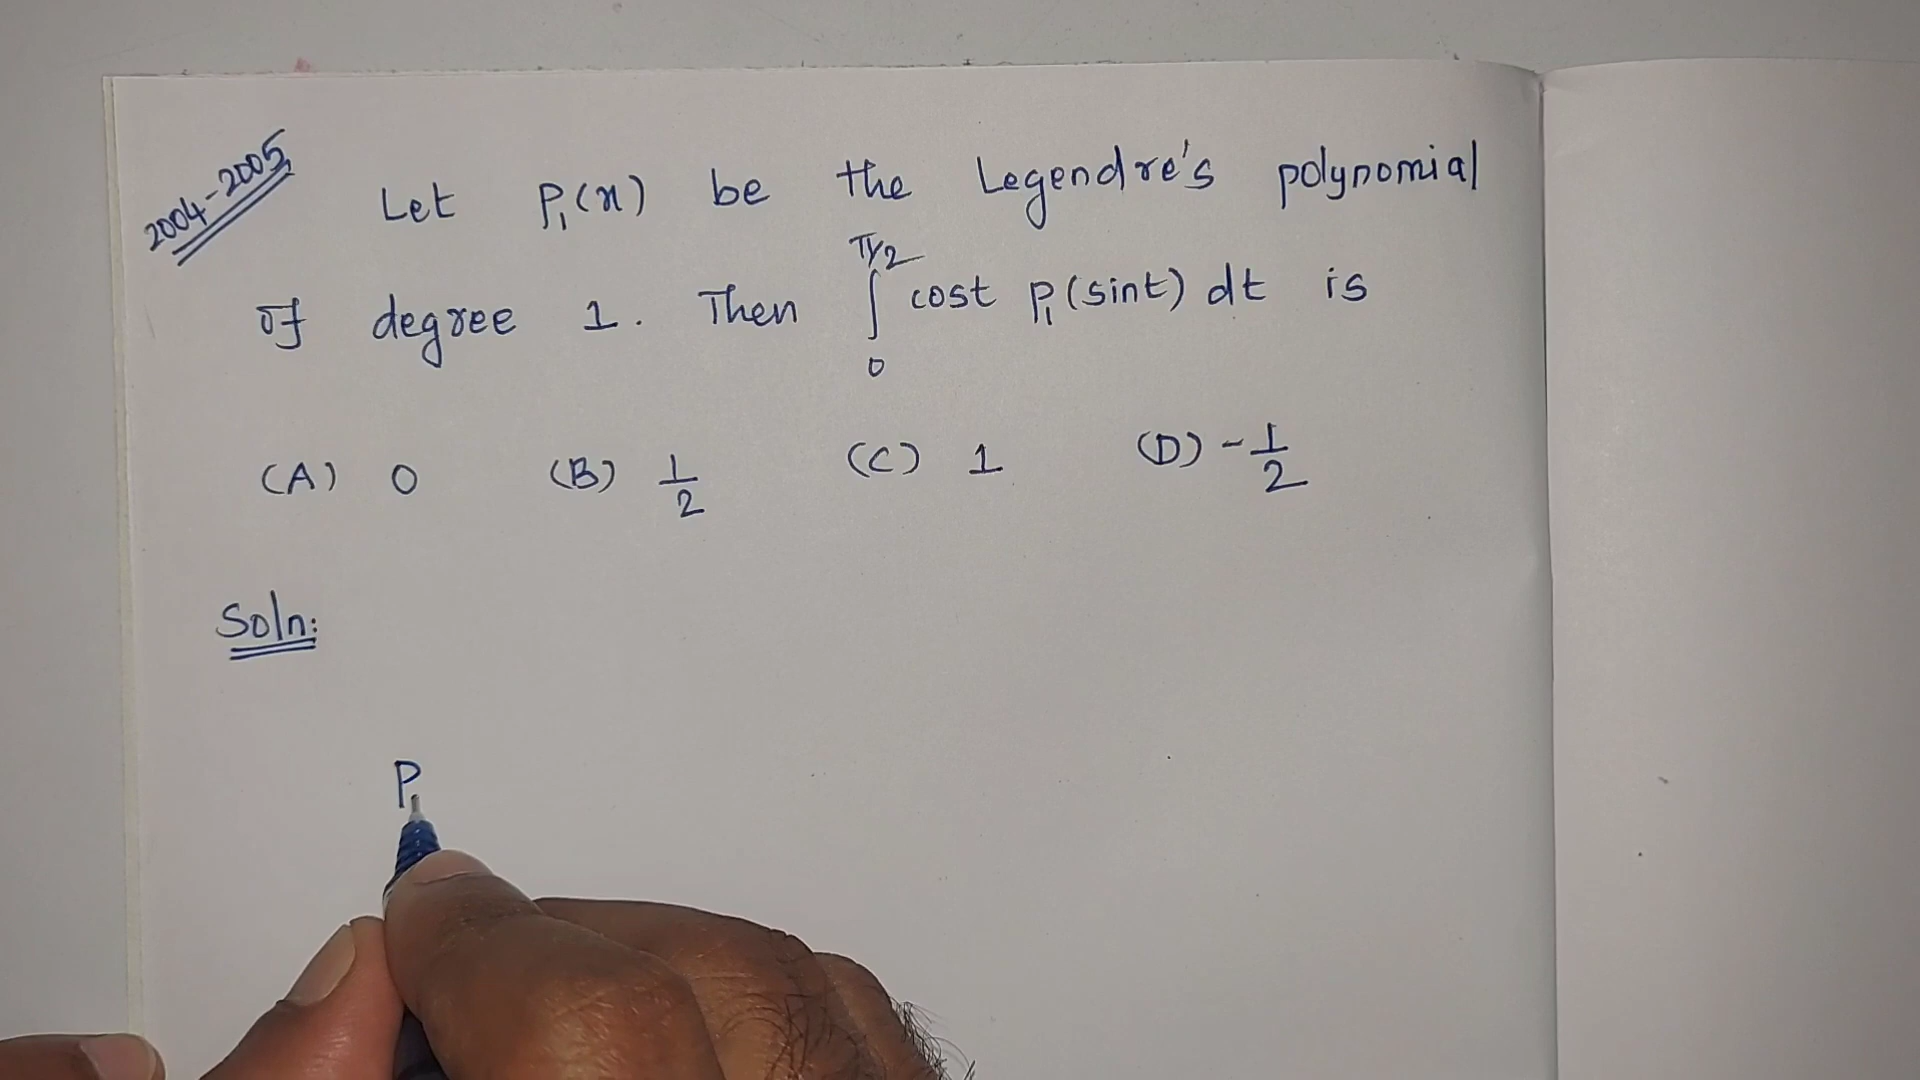 2004-2005
Let P₁(x) be the Legendre's polynomial
of degree 1. Then ∫₀^(π/2) cost P₁(sint) dt is
(A) 0 (B) 1/2 (C) 1 (D) -1/2
Soln:
P₁